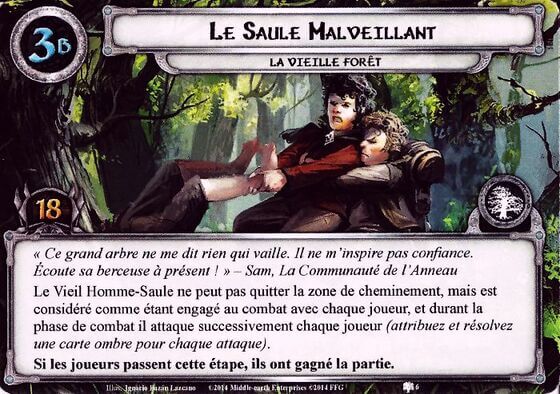 3B
LE SAULE MALVEILLANT
LA VIEILLE FORÊT
18
« Ce grand arbre ne me dit rien qui vaille. Il ne m’inspire pas confiance.
Écoute sa berceuse à présent ! » – Sam, La Communauté de l’Anneau
Le Vieil Homme-Saule ne peut pas quitter la zone de cheminement, mais est
considéré comme étant engagé au combat avec chaque joueur, et durant la
phase de combat il attaque successivement chaque joueur (attribuez et résolvez
une carte ombre pour chaque attaque).
Si les joueurs passent cette étape, ils ont gagné la partie.
Illus. Ignacio Bazán Lazcano ©2014 Middle-earth Enterprises ©2014 FFG 6